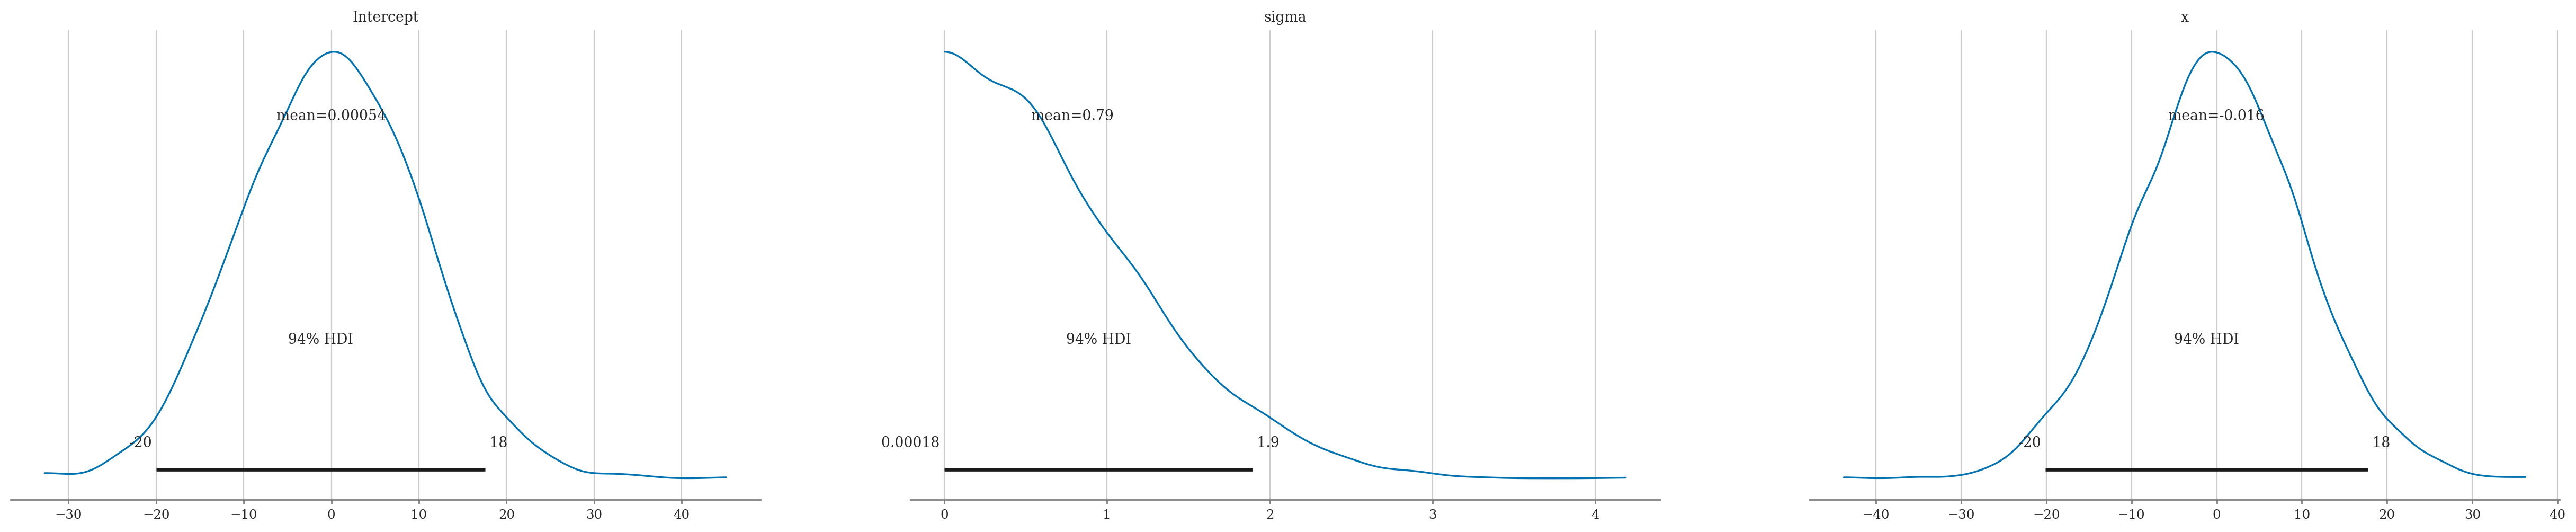 Intercept
mean=0.00054
94% HDI
-20
18
−30 −20 −10 0 10 20 30 40
sigma
mean=0.79
94% HDI
0.00018
1.9
0 1 2 3 4
x
mean=-0.016
94% HDI
-20
18
−40 −30 −20 −10 0 10 20 30 40